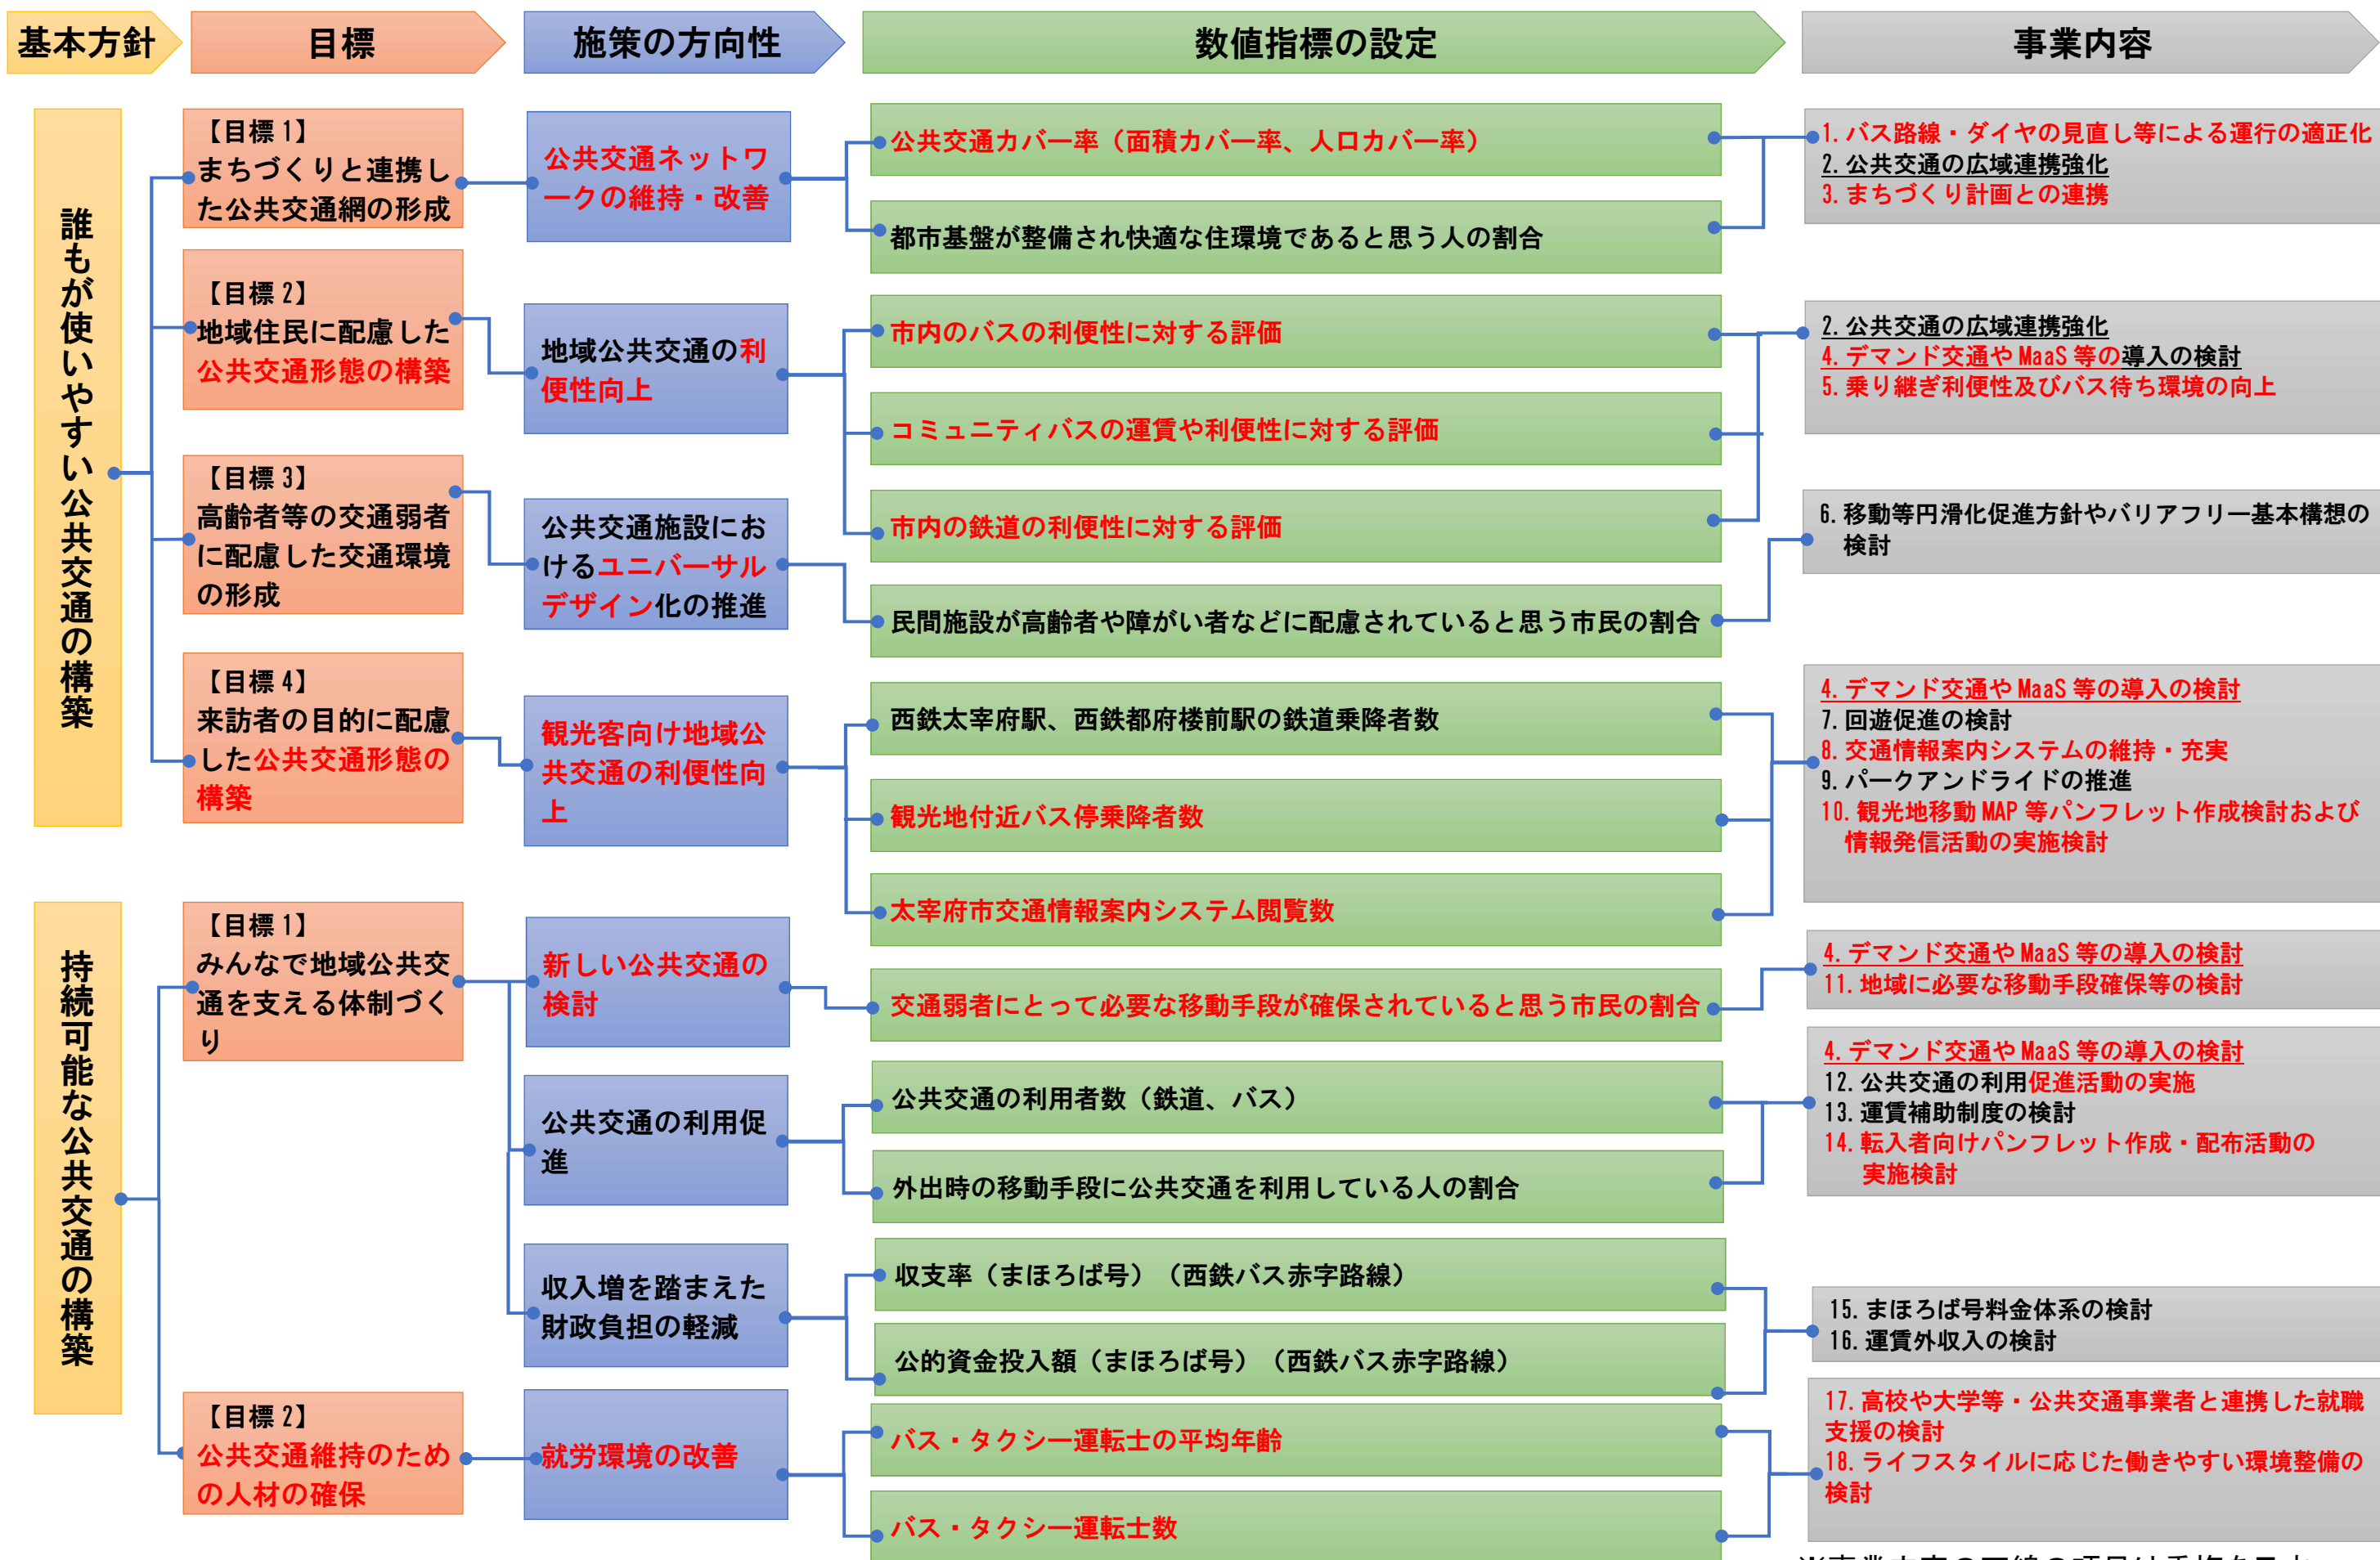 基本方針
目標
施策の方向性
数値指標の設定
事業内容
誰もが使いやすい公共交通の構築
【目標1】
まちづくりと連携し
た公共交通網の形成
公共交通ネットワ
ークの維持・改善
公共交通カバー率（面積カバー率、人口カバー率）
都市基盤が整備され快適な住環境であると思う人の割合
1. バス路線・ダイヤの見直し等による運行の適正化
2. 公共交通の広域連携強化
3. まちづくり計画との連携
【目標2】
地域住民に配慮した
公共交通形態の構築
地域公共交通の利
便性向上
市内のバスの利便性に対する評価
コミュニティバスの運賃や利便性に対する評価
市内の鉄道の利便性に対する評価
2. 公共交通の広域連携強化
4. デマンド交通や MaaS 等の導入の検討
5. 乗り継ぎ利便性及びバス待ち環境の向上
【目標3】
高齢者等の交通弱者
に配慮した交通環境
の形成
公共交通施設にお
けるユニバーサル
デザイン化の推進
民間施設が高齢者や障がい者などに配慮されていると思う市民の割合
6. 移動等円滑化促進方針やバリアフリー基本構想の
検討
【目標4】
来訪者の目的に配慮
した公共交通形態の
構築
観光客向け地域公
共交通の利便性向
上
西鉄太宰府駅、西鉄都府楼前駅の鉄道乗降者数
観光地付近バス停乗降者数
太宰府市交通情報案内システム閲覧数
4. デマンド交通や MaaS 等の導入の検討
7. 回遊促進の検討
8. 交通情報案内システムの維持・充実
9. パークアンドライドの推進
10. 観光地移動 MAP 等パンフレット作成検討および
情報発信活動の実施検討
持続可能な公共交通の構築
【目標1】
みんなで地域公共交
通を支える体制づく
り
新しい公共交通の
検討
交通弱者にとって必要な移動手段が確保されていると思う市民の割合
4. デマンド交通や MaaS 等の導入の検討
11. 地域に必要な移動手段確保等の検討
公共交通の利用促
進
公共交通の利用者数（鉄道、バス）
外出時の移動手段に公共交通を利用している人の割合
4. デマンド交通や MaaS 等の導入の検討
12. 公共交通の利用促進活動の実施
13. 運賃補助制度の検討
14. 転入者向けパンフレット作成・配布活動の
実施検討
収入増を踏まえた
財政負担の軽減
収支率（まほろば号）（西鉄バス赤字路線）
公的資金投入額（まほろば号）（西鉄バス赤字路線）
15. まほろば号料金体系の検討
16. 運賃外収入の検討
【目標2】
公共交通維持のため
の人材の確保
就労環境の改善
バス・タクシー運転士の平均年齢
バス・タクシー運転士数
17. 高校や大学等・公共交通事業者と連携した就職
支援の検討
18. ライフスタイルに応じた働きやすい環境整備の
検討